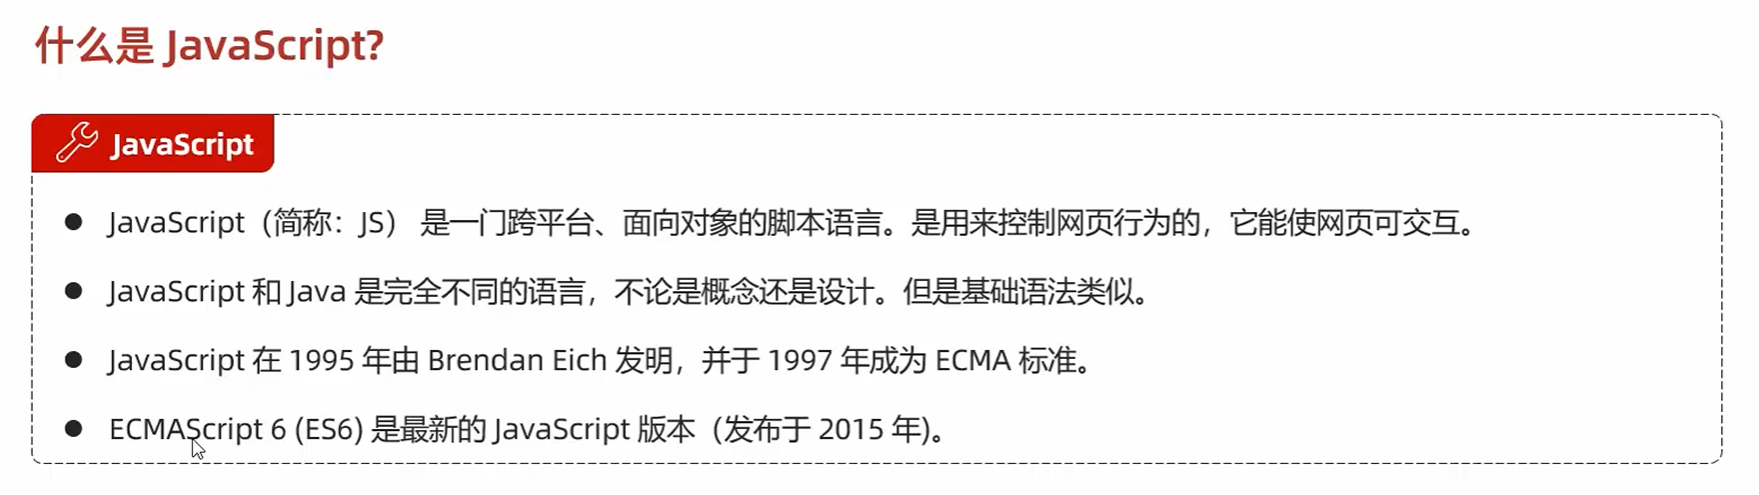 什么是 JavaScript?
JavaScript
JavaScript（简称：JS） 是一门跨平台、面向对象的脚本语言。是用来控制网页行为的，它能使网页可交互。
JavaScript 和 Java 是完全不同的语言，不论是概念还是设计。但是基础语法类似。
JavaScript 在 1995 年由 Brendan Eich 发明，并于 1997 年成为 ECMA 标准。
ECMAScript 6 (ES6) 是最新的 JavaScript 版本（发布于 2015 年)。